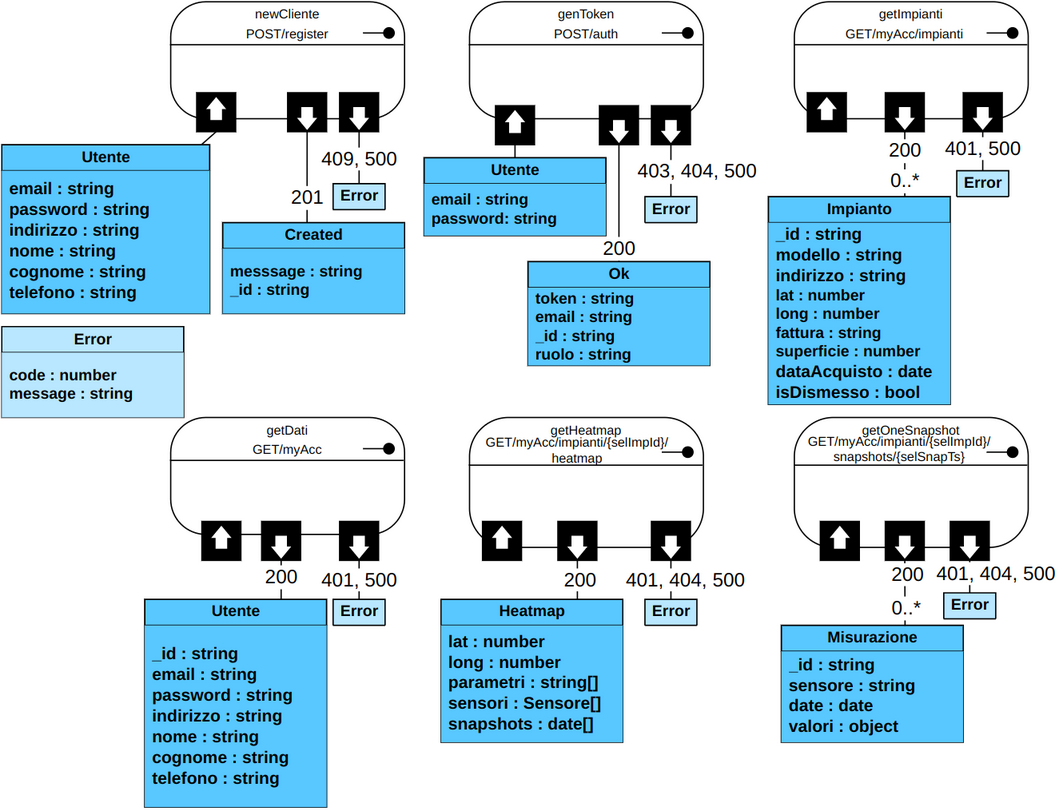 newCliente
POST/register
409, 500
Error
201
Utente
email : string
password : string
indirizzo : string
nome : string
cognome : string
telefono : string
Created
messsage : string
_id : string
Error
code : number
message : string
genToken
POST/auth
403, 404, 500
Error
200
Utente
email : string
password: string
Ok
token : string
email : string
_id : string
ruolo : string
getImpianti
GET/myAcc/impianti
200
0..*
401, 500
Error
Impianto
_id : string
modello : string
indirizzo : string
lat : number
long : number
fattura : string
superficie : number
dataAcquisto : date
isDismesso : bool
getDati
GET/myAcc
200
401, 500
Error
Utente
_id : string
email : string
password : string
indirizzo : string
nome : string
cognome : string
telefono : string
getHeatmap
GET/myAcc/impianti/{selImpId}/
heatmap
200
401, 404, 500
Error
Heatmap
lat : number
long : number
parametri : string[]
sensori : Sensore[]
snapshots : date[]
getOneSnapshot
GET/myAcc/impianti/{selImpId}/
snapshots/{selSnapTs}
200
0..*
401, 404, 500
Error
Misurazione
_id : string
sensore : string
date : date
valori : object